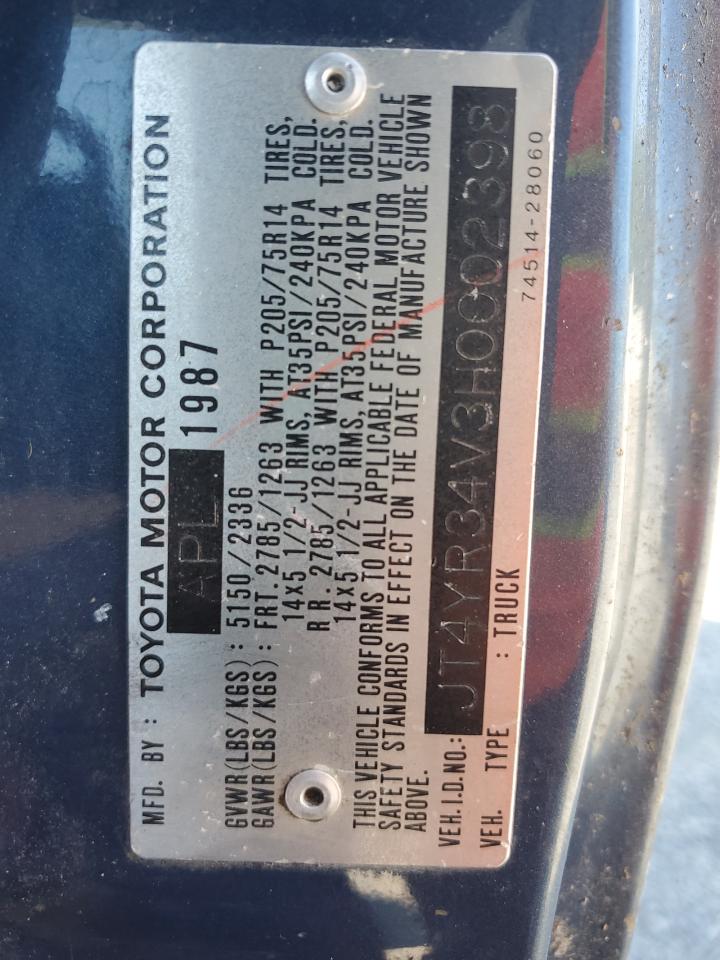 MFD. BY : TOYOTA MOTOR CORPORATION
APL 1987
GVWR(LBS/KGS) : 5150/2336
GAWR(LBS/KGS) : FRT. 2785/1263 WITH P205/75R14 TIRES,
14X5 1/2-JJ RIMS, AT35PSI/240KPA COLD.
RR. 2785/1263 WITH P205/75R14 TIRES,
14X5 1/2-JJ RIMS, AT35PSI/240KPA COLD.
THIS VEHICLE CONFORMS TO ALL APPLICABLE FEDERAL MOTOR VEHICLE
SAFETY STANDARDS IN EFFECT ON THE DATE OF MANUFACTURE SHOWN
ABOVE.
VEH.I.D.NO.: JT4YR34V3H0002398
VEH. TYPE : TRUCK
74514-28060